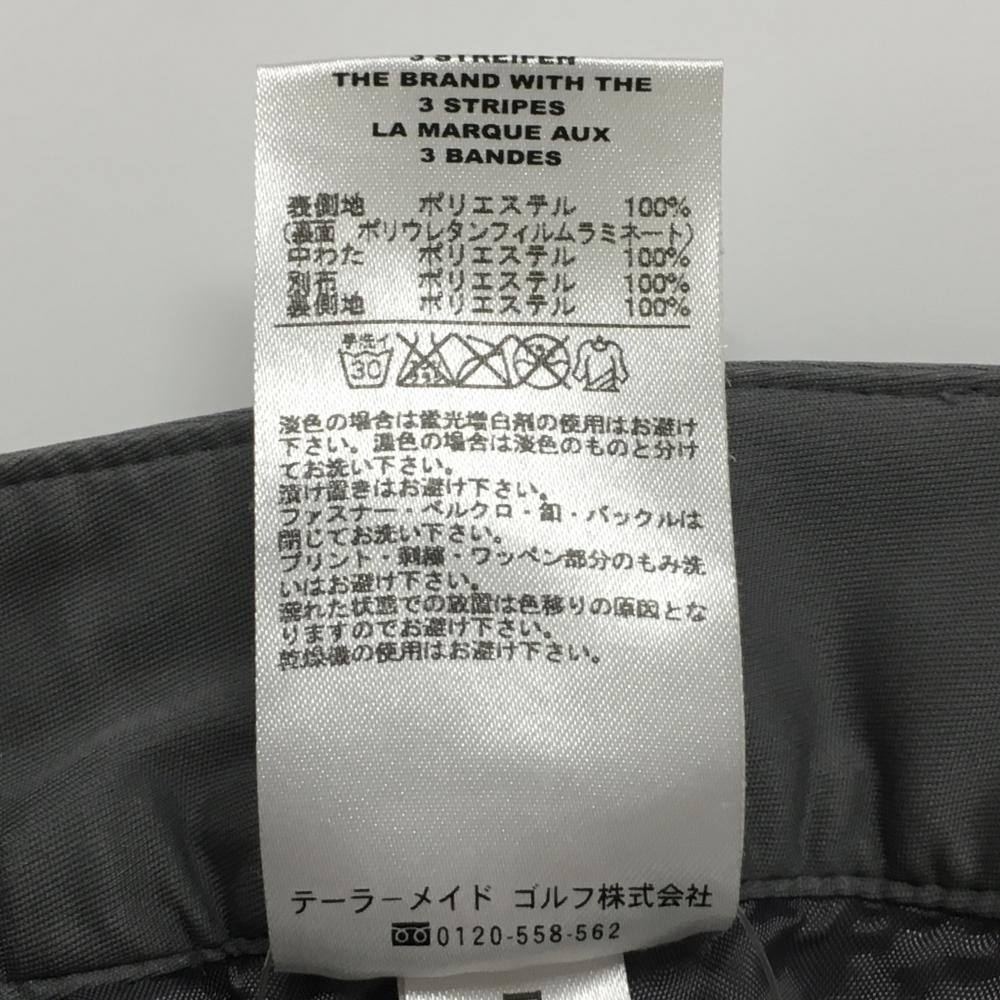 3 STREIFEN
THE BRAND WITH THE
3 STRIPES
LA MARQUE AUX
3 BANDES
表側地 ポリエステル 100%
(裏面 ポリウレタンフィルムラミネート)
中わた ポリエステル 100%
別布 ポリエステル 100%
裏側地 ポリエステル 100%
手洗イ
30
淡色の場合は蛍光増白剤の使用はお避け
下さい。濃色の場合は淡色のものと分け
てお洗い下さい。
漬け置きはお避け下さい。
ファスナー・ベルクロ・釦・バックルは
閉じてお洗い下さい。
プリント・刺繍・ワッペン部分のもみ洗
いはお避け下さい。
濡れた状態での放置は色移りの原因とな
りますのでお避け下さい。
乾燥機の使用はお避け下さい。
テーラーメイド ゴルフ株式会社
0120-558-562